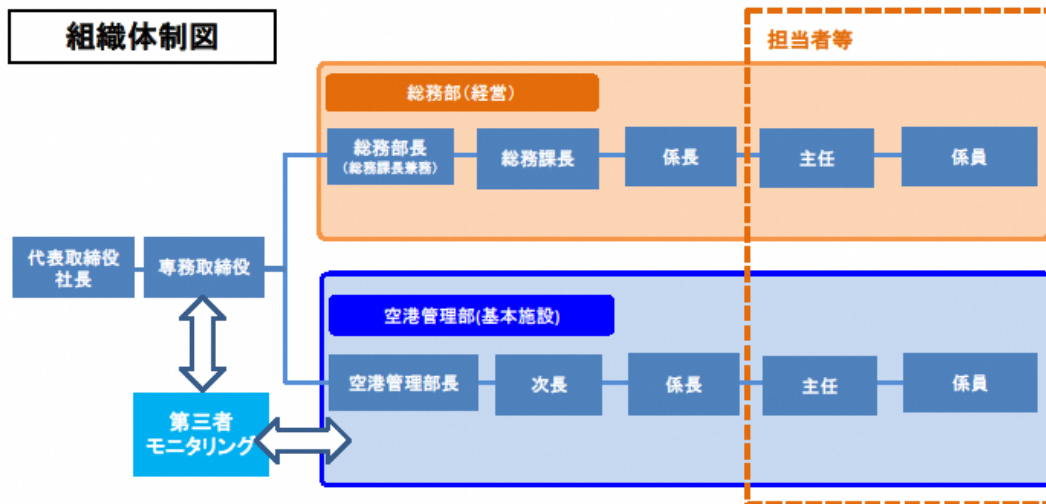 組織体制図
担当者等
総務部(経営)
総務部長
(総務課長兼務)
総務課長
係長
主任
係員
代表取締役
社長
専務取締役
空港管理部(基本施設)
空港管理部長
次長
係長
主任
係員
第三者
モニタリング